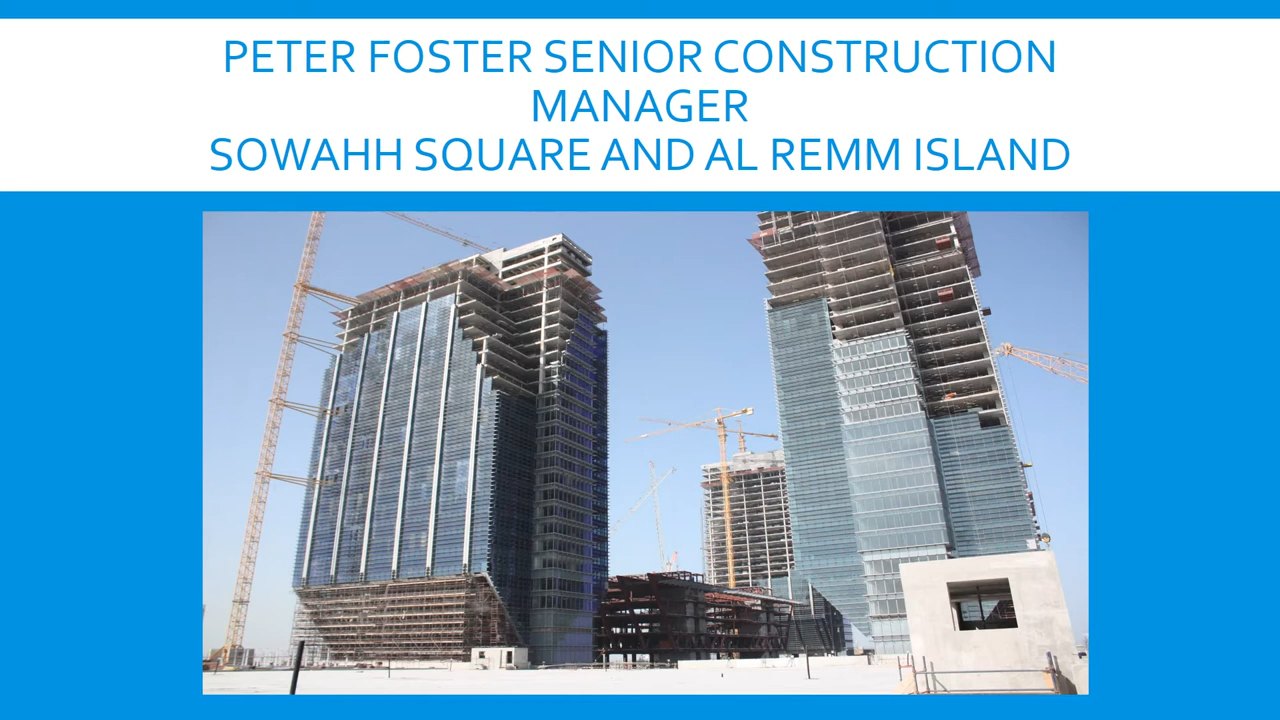 PETER FOSTER SENIOR CONSTRUCTION
MANAGER
SOWAHH SQUARE AND AL REMM ISLAND